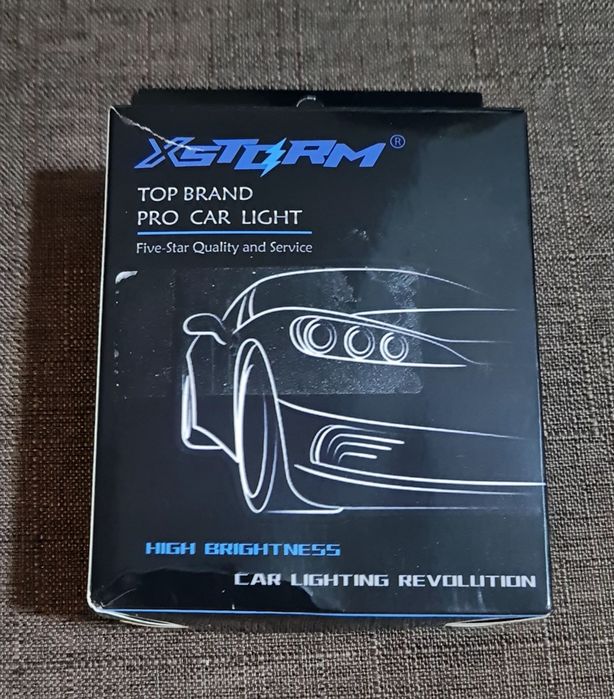 XSTORM®
TOP BRAND
PRO CAR LIGHT
Five-Star Quality and Service
HIGH BRIGHTNESS
CAR LIGHTING REVOLUTION